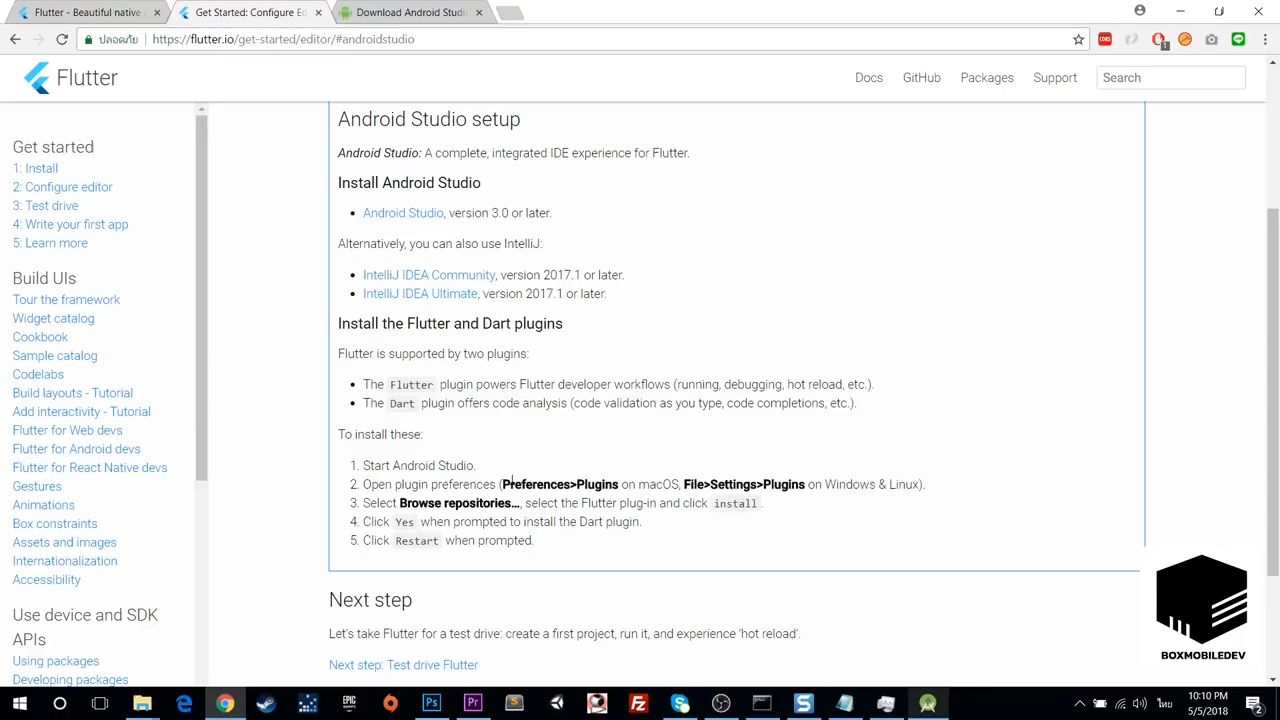 Flutter - Beautiful native
Get Started: Configure Ed
Download Android Studi
ปลอดภัย
https://flutter.io/get-started/editor/#androidstudio
CORS
1
Flutter
Docs
GitHub
Packages
Support
Search
Get started
1: Install
2: Configure editor
3: Test drive
4: Write your first app
5: Learn more
Build UIs
Tour the framework
Widget catalog
Cookbook
Sample catalog
Codelabs
Build layouts - Tutorial
Add interactivity - Tutorial
Flutter for Web devs
Flutter for Android devs
Flutter for React Native devs
Gestures
Animations
Box constraints
Assets and images
Internationalization
Accessibility
Use device and SDK
APIs
Using packages
Developing packages
Android Studio setup
Android Studio: A complete, integrated IDE experience for Flutter.
Install Android Studio
• Android Studio, version 3.0 or later.
Alternatively, you can also use IntelliJ:
• IntelliJ IDEA Community, version 2017.1 or later.
• IntelliJ IDEA Ultimate, version 2017.1 or later.
Install the Flutter and Dart plugins
Flutter is supported by two plugins:
• The Flutter plugin powers Flutter developer workflows (running, debugging, hot reload, etc.).
• The Dart plugin offers code analysis (code validation as you type, code completions, etc.).
To install these:
1. Start Android Studio.
2. Open plugin preferences (Preferences>Plugins on macOS, File>Settings>Plugins on Windows & Linux).
3. Select Browse repositories…, select the Flutter plug-in and click install.
4. Click Yes when prompted to install the Dart plugin.
5. Click Restart when prompted.
Next step
Let's take Flutter for a test drive: create a first project, run it, and experience 'hot reload'.
Next step: Test drive Flutter
BOXMOBILEDEV
EPIC
GAMES
Ps
Pr
S
Fz
S
ไทย
10:10 PM
5/5/2018
2